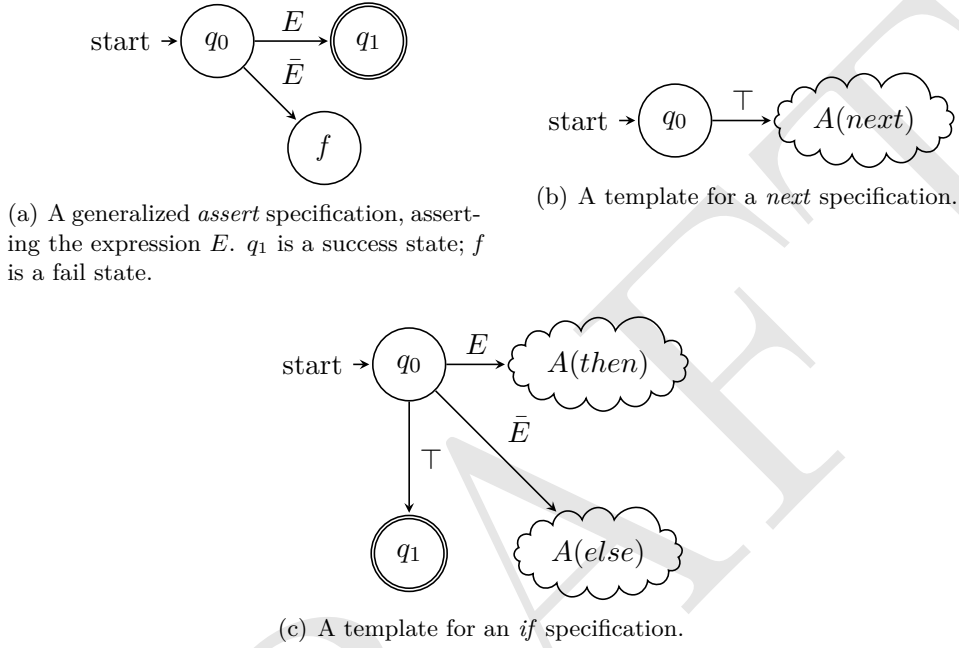 start
q0
E
q1
Ē
f
(a) A generalized assert specification, assert-
ing the expression E. q1 is a success state; f
is a fail state.
start
q0
⊤
A(next)
(b) A template for a next specification.
start
q0
E
A(then)
Ē
⊤
q1
A(else)
(c) A template for an if specification.